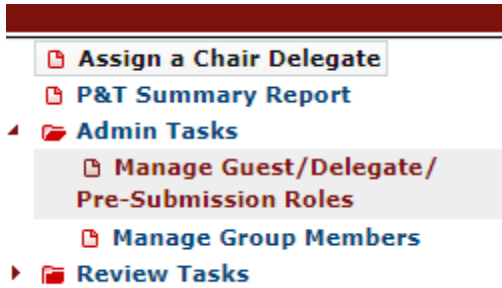 Assign a Chair Delegate
P&T Summary Report
Admin Tasks
Manage Guest/Delegate/
Pre-Submission Roles
Manage Group Members
Review Tasks